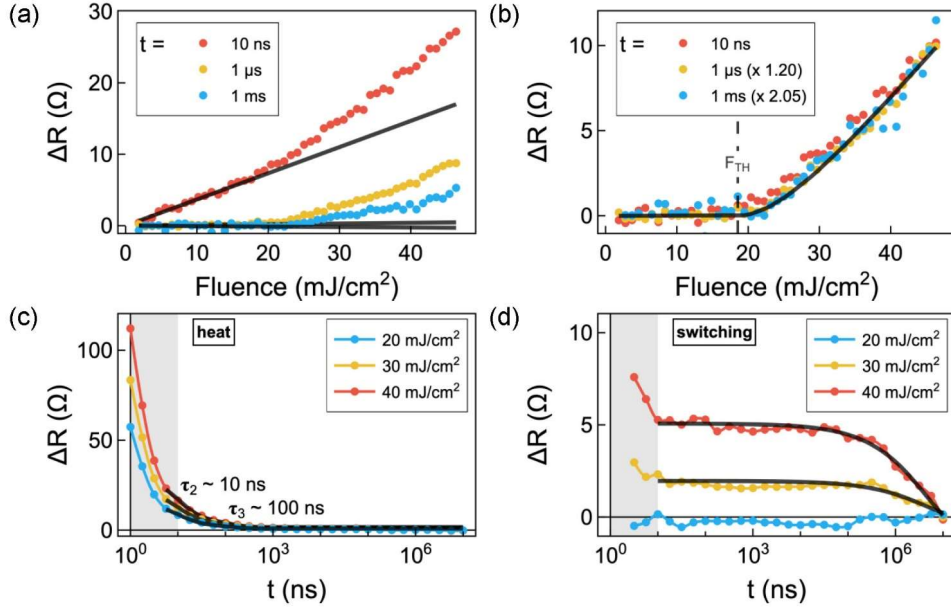 (a)
30
20
10
0
ΔR (Ω)
t =
10 ns
1 μs
1 ms
0 10 20 30 40
Fluence (mJ/cm²)
(b)
10
5
0
ΔR (Ω)
t =
10 ns
1 μs (x 1.20)
1 ms (x 2.05)
F_TH
0 10 20 30 40
Fluence (mJ/cm²)
(c)
100
50
0
ΔR (Ω)
heat
20 mJ/cm²
30 mJ/cm²
40 mJ/cm²
τ₂ ~ 10 ns
τ₃ ~ 100 ns
10⁰ 10³ 10⁶
t (ns)
(d)
10
5
0
ΔR (Ω)
switching
20 mJ/cm²
30 mJ/cm²
40 mJ/cm²
10⁰ 10³ 10⁶
t (ns)